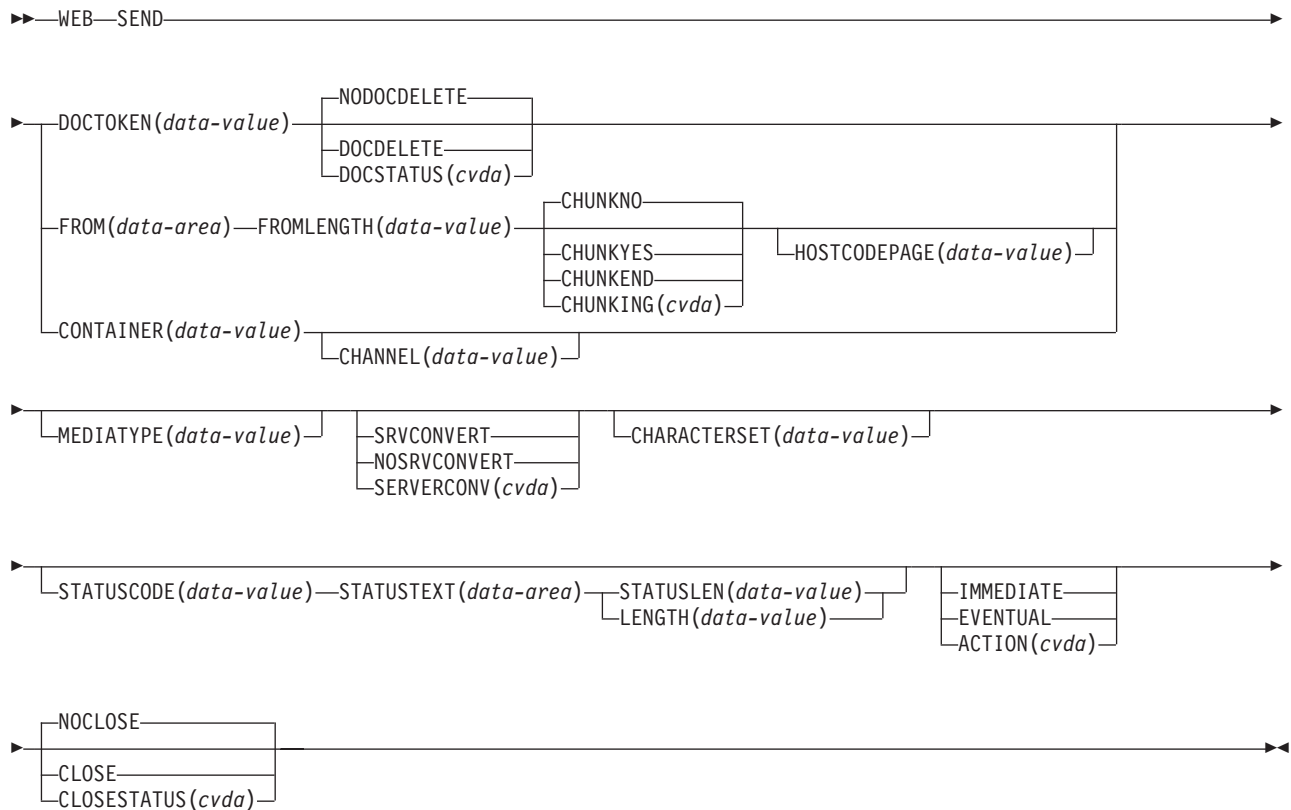 WEB SEND
NODOCDELETE
DOCTOKEN(data-value)
DOCDELETE
DOCSTATUS(cvda)
CHUNKNO
FROM(data-area) FROMLENGTH(data-value)
CHUNKYES
HOSTCODEPAGE(data-value)
CHUNKEND
CHUNKING(cvda)
CONTAINER(data-value)
CHANNEL(data-value)
MEDIATYPE(data-value) SRVCONVERT CHARACTERSET(data-value)
NOSRVCONVERT
SERVERCONV(cvda)
STATUSCODE(data-value) STATUSTEXT(data-area) STATUSLEN(data-value) IMMEDIATE
LENGTH(data-value) EVENTUAL
ACTION(cvda)
NOCLOSE
CLOSE
CLOSESTATUS(cvda)